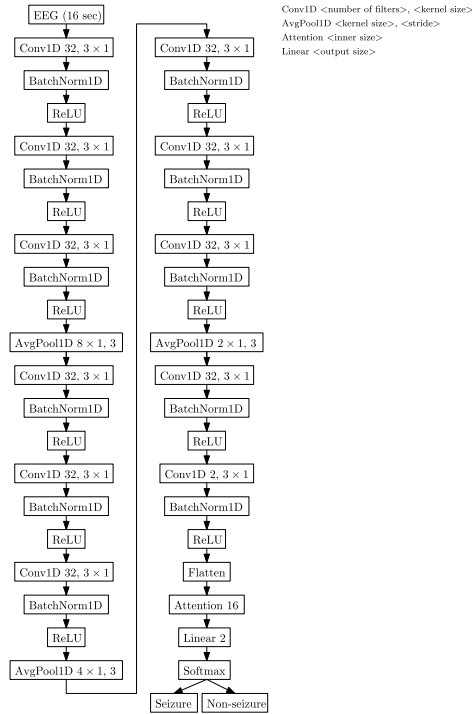 EEG (16 sec)
Conv1D 32, 3 × 1
BatchNorm1D
ReLU
Conv1D 32, 3 × 1
BatchNorm1D
ReLU
Conv1D 32, 3 × 1
BatchNorm1D
ReLU
AvgPool1D 8 × 1, 3
Conv1D 32, 3 × 1
BatchNorm1D
ReLU
Conv1D 32, 3 × 1
BatchNorm1D
ReLU
Conv1D 32, 3 × 1
BatchNorm1D
ReLU
AvgPool1D 4 × 1, 3
Conv1D 32, 3 × 1
BatchNorm1D
ReLU
Conv1D 32, 3 × 1
BatchNorm1D
ReLU
Conv1D 32, 3 × 1
BatchNorm1D
ReLU
AvgPool1D 2 × 1, 3
Conv1D 32, 3 × 1
BatchNorm1D
ReLU
Conv1D 2, 3 × 1
BatchNorm1D
ReLU
Flatten
Attention 16
Linear 2
Softmax
Seizure
Non-seizure
Conv1D <number of filters>, <kernel size>
AvgPool1D <kernel size>, <stride>
Attention <inner size>
Linear <output size>